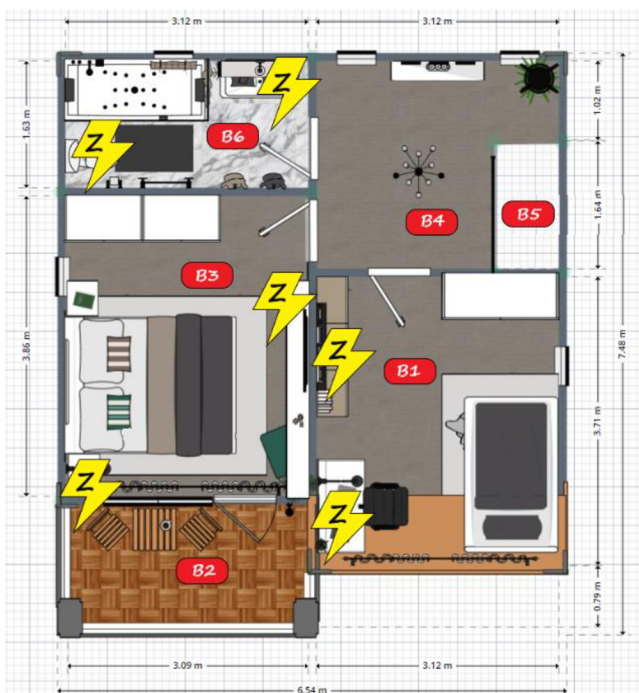 3.12 m
3.12 m
1.63 m
1.02 m
Z
Z
B6
B4
B5
1.64 m
B3
Z
3.86 m
Z
B1
7.48 m
3.71 m
Z
Z
B2
0.79 m
3.09 m
3.12 m
6.54 m